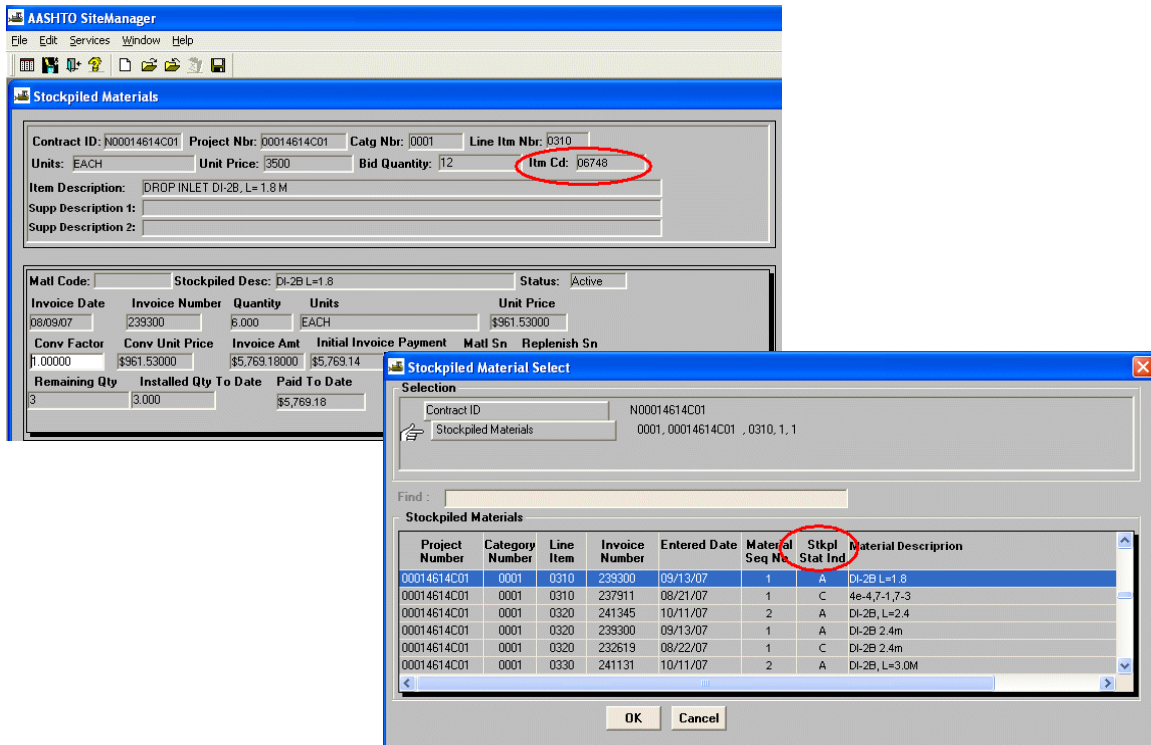 AASHTO SiteManager
File Edit Services Window Help
Stockpiled Materials
Contract ID: N00014614C01 Project Nbr: 00014614C01 Catg Nbr: 0001 Line Itm Nbr: 0310
Units: EACH Unit Price: 3500 Bid Quantity: 12 Itm Cd: 06748
Item Description: DROP INLET DI-2B, L= 1.8 M
Supp Description 1:
Supp Description 2:
Matl Code: Stockpiled Desc: DI-2B L=1.8 Status: Active
Invoice Date Invoice Number Quantity Units Unit Price
08/09/07 239300 6.000 EACH $961.53000
Conv Factor Conv Unit Price Invoice Amt Initial Invoice Payment Matl Sn Replenish Sn
1.00000 $961.53000 $5,769.18000 $5,769.14
Remaining Qty Installed Qty To Date Paid To Date
3 3.000 $5,769.18
Stockpiled Material Select
Selection
Contract ID N00014614C01
Stockpiled Materials 0001, 00014614C01 , 0310, 1, 1
Find :
Stockpiled Materials
Project Number Category Number Line Item Invoice Number Entered Date Material Seq No Stkpl Stat Ind Material Descriprion
00014614C01 0001 0310 239300 09/13/07 1 A DI-2B L=1.8
00014614C01 0001 0310 237911 08/21/07 1 C 4e-4,7-1,7-3
00014614C01 0001 0320 241345 10/11/07 2 A DI-2B, L=2.4
00014614C01 0001 0320 239300 09/13/07 1 A DI-2B 2.4m
00014614C01 0001 0320 232619 08/22/07 1 C DI-2B 2.4m
00014614C01 0001 0330 241131 10/11/07 2 A DI-2B, L=3.0M
OK Cancel